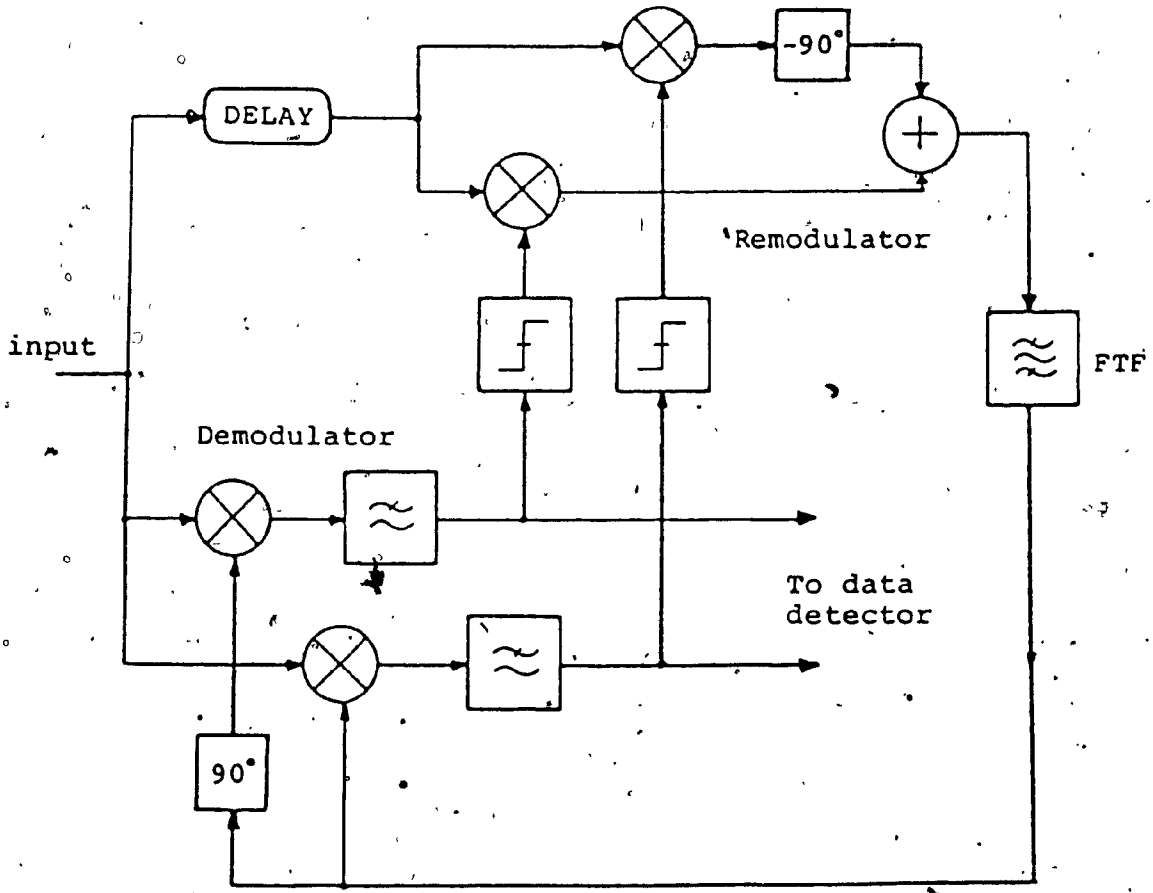 -90°
DELAY
Remodulator
input
FTF
Demodulator
To data
detector
90°